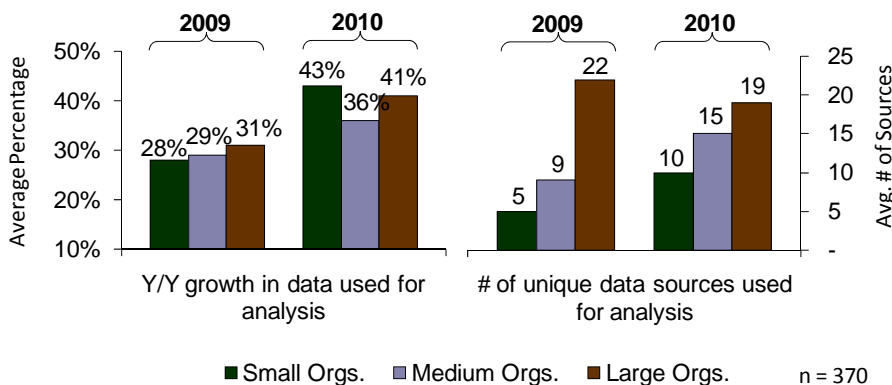 2009
2010
50%
40%
30%
20%
10%
Average Percentage
28%
29%
31%
43%
36%
41%
Y/Y growth in data used for
analysis
2009
2010
5
9
22
10
15
19
25
20
15
10
5
-
Avg. # of Sources
# of unique data sources used
for analysis
Small Orgs.
Medium Orgs.
Large Orgs.
n = 370